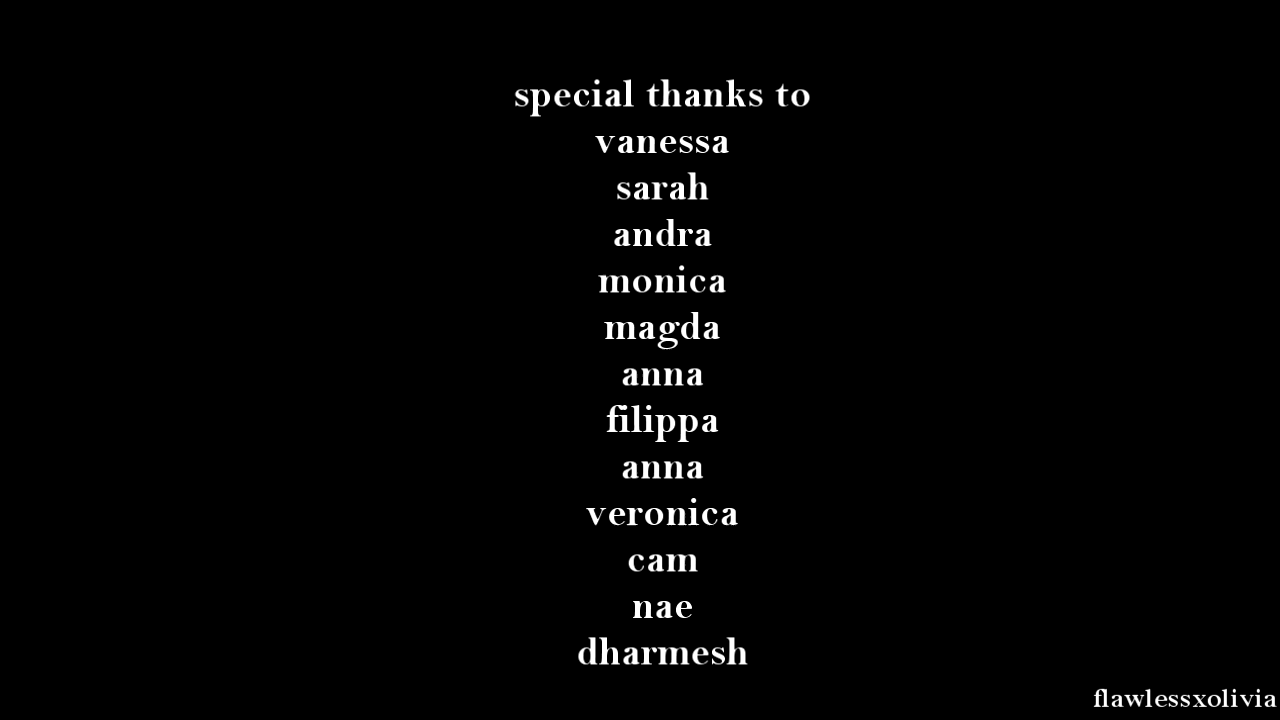 special thanks to
vanessa
sarah
andra
monica
magda
anna
filippa
anna
veronica
cam
nae
dharmesh
flawlessxolivia